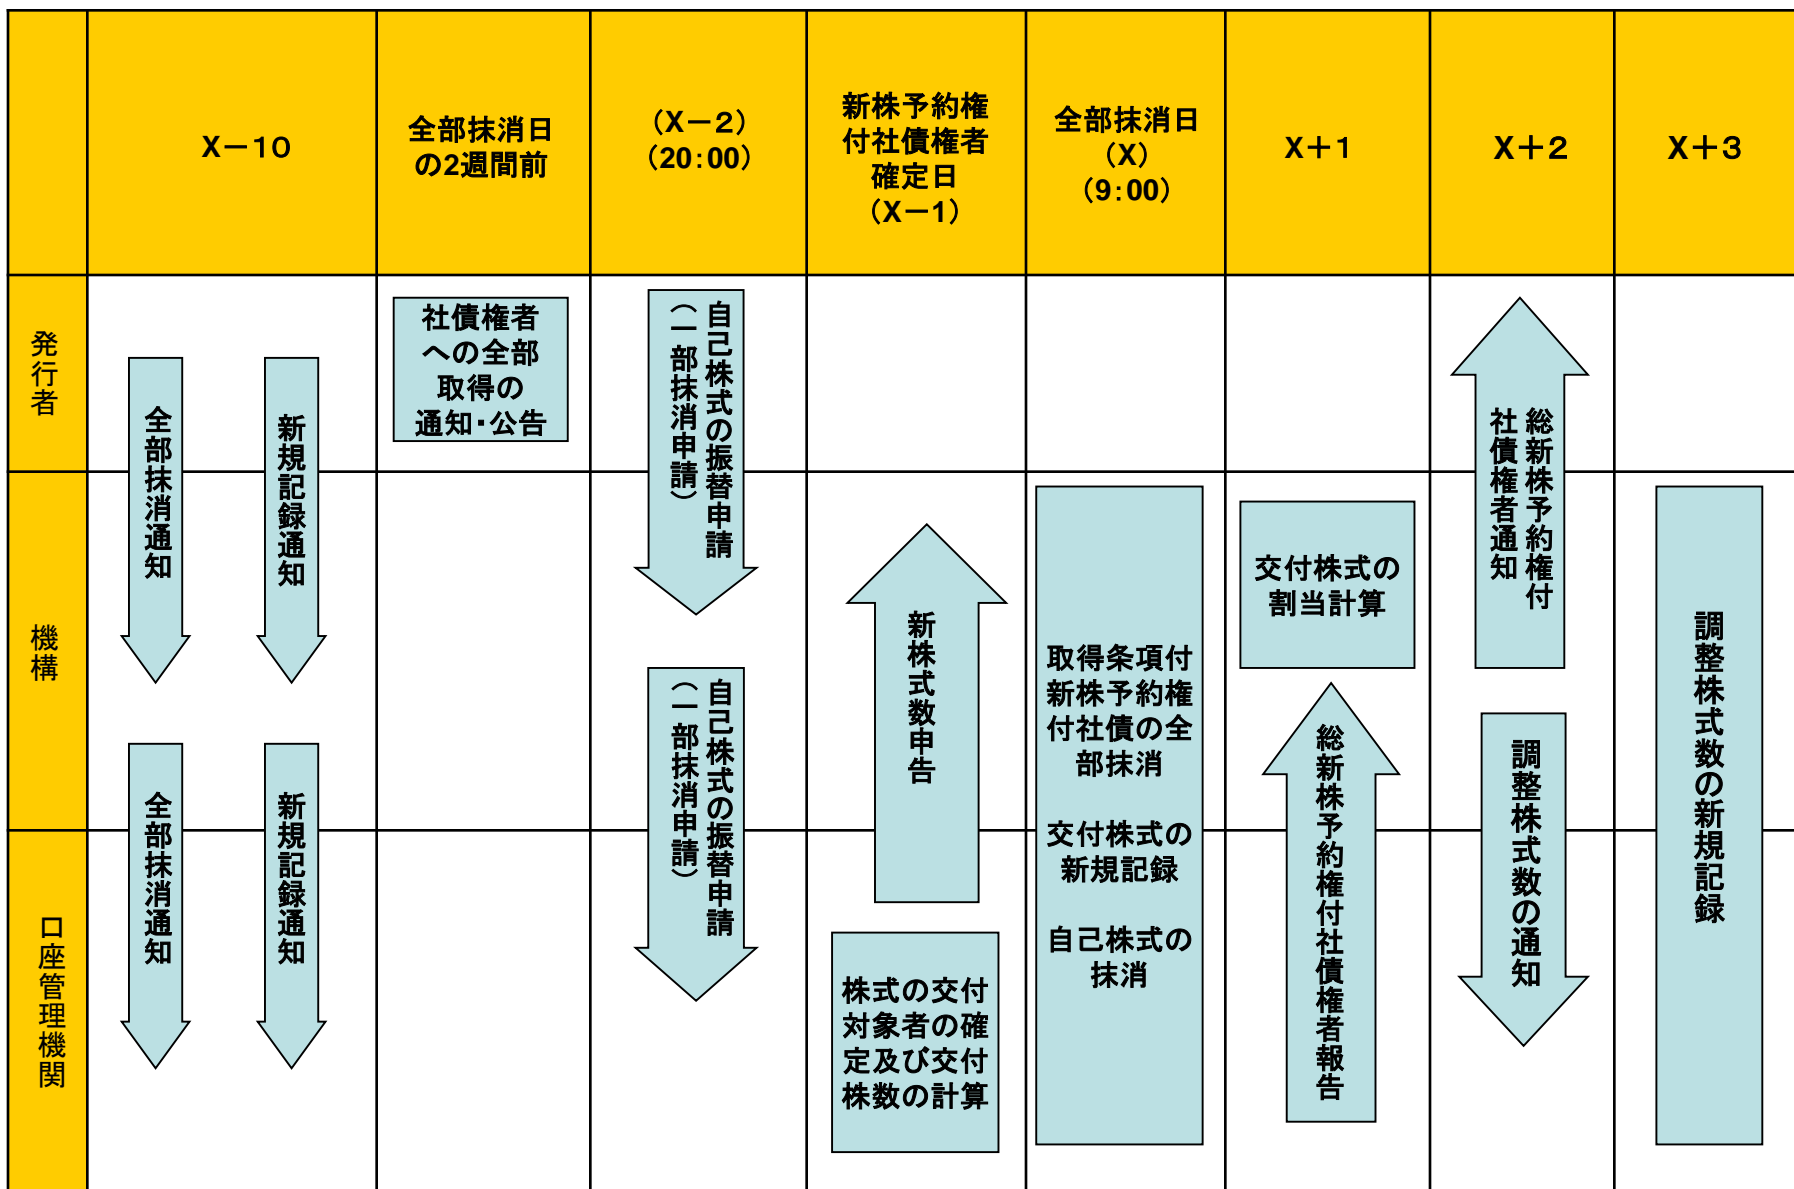 X－10
全部抹消日
の2週間前
（X－2）
（20：00）
新株予約権
付社債権者
確定日
（X－1）
全部抹消日
（X）
（9：00）
X＋1
X＋2
X＋3
発行者
機構
口座管理機関
全部抹消通知
新規記録通知
全部抹消通知
新規記録通知
社債権者
への全部
取得の
通知・公告
自己株式の振替申請
（一部抹消申請）
自己株式の振替申請
（一部抹消申請）
新株式数申告
株式の交付
対象者の確
定及び交付
株数の計算
取得条項付
新株予約権
付社債の全
部抹消
交付株式の
新規記録
自己株式の
抹消
交付株式の
割当計算
総新株予約権付社債権者報告
総新株予約権付
社債権者通知
調整株式数の通知
調整株式数の新規記録